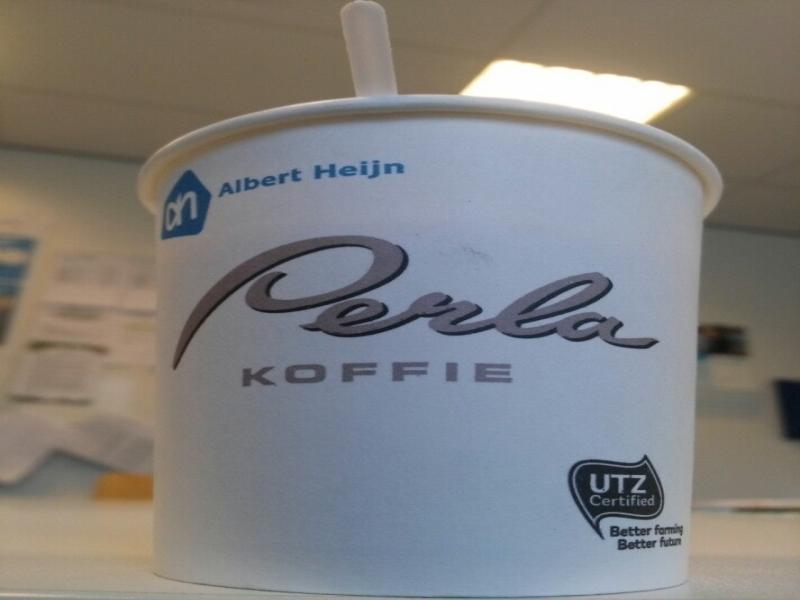 ah Albert Heijn
Perla
KOFFIE
UTZ
Certified
Better farming
Better future